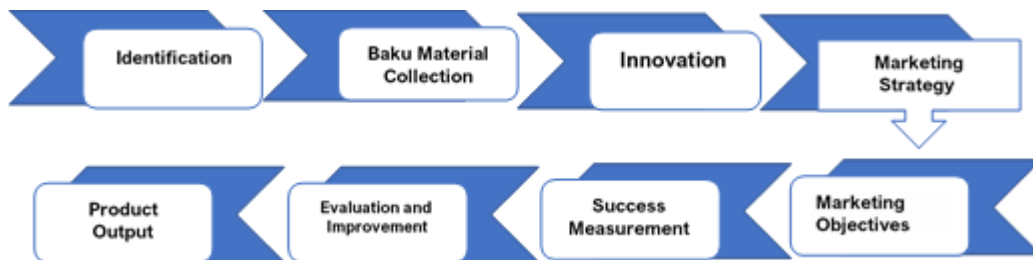 Identification
Baku Material
Collection
Innovation
Marketing
Strategy
Marketing
Objectives
Success
Measurement
Evaluation and
Improvement
Product
Output